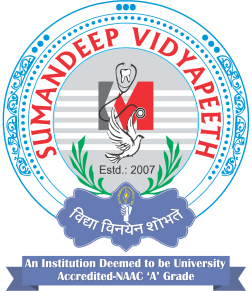 SUMANDEEP VIDYAPEETH
Estd.: 2007
विद्या विनयेन शोभते
An Institution Deemed to be University
Accredited-NAAC ‘A’ Grade